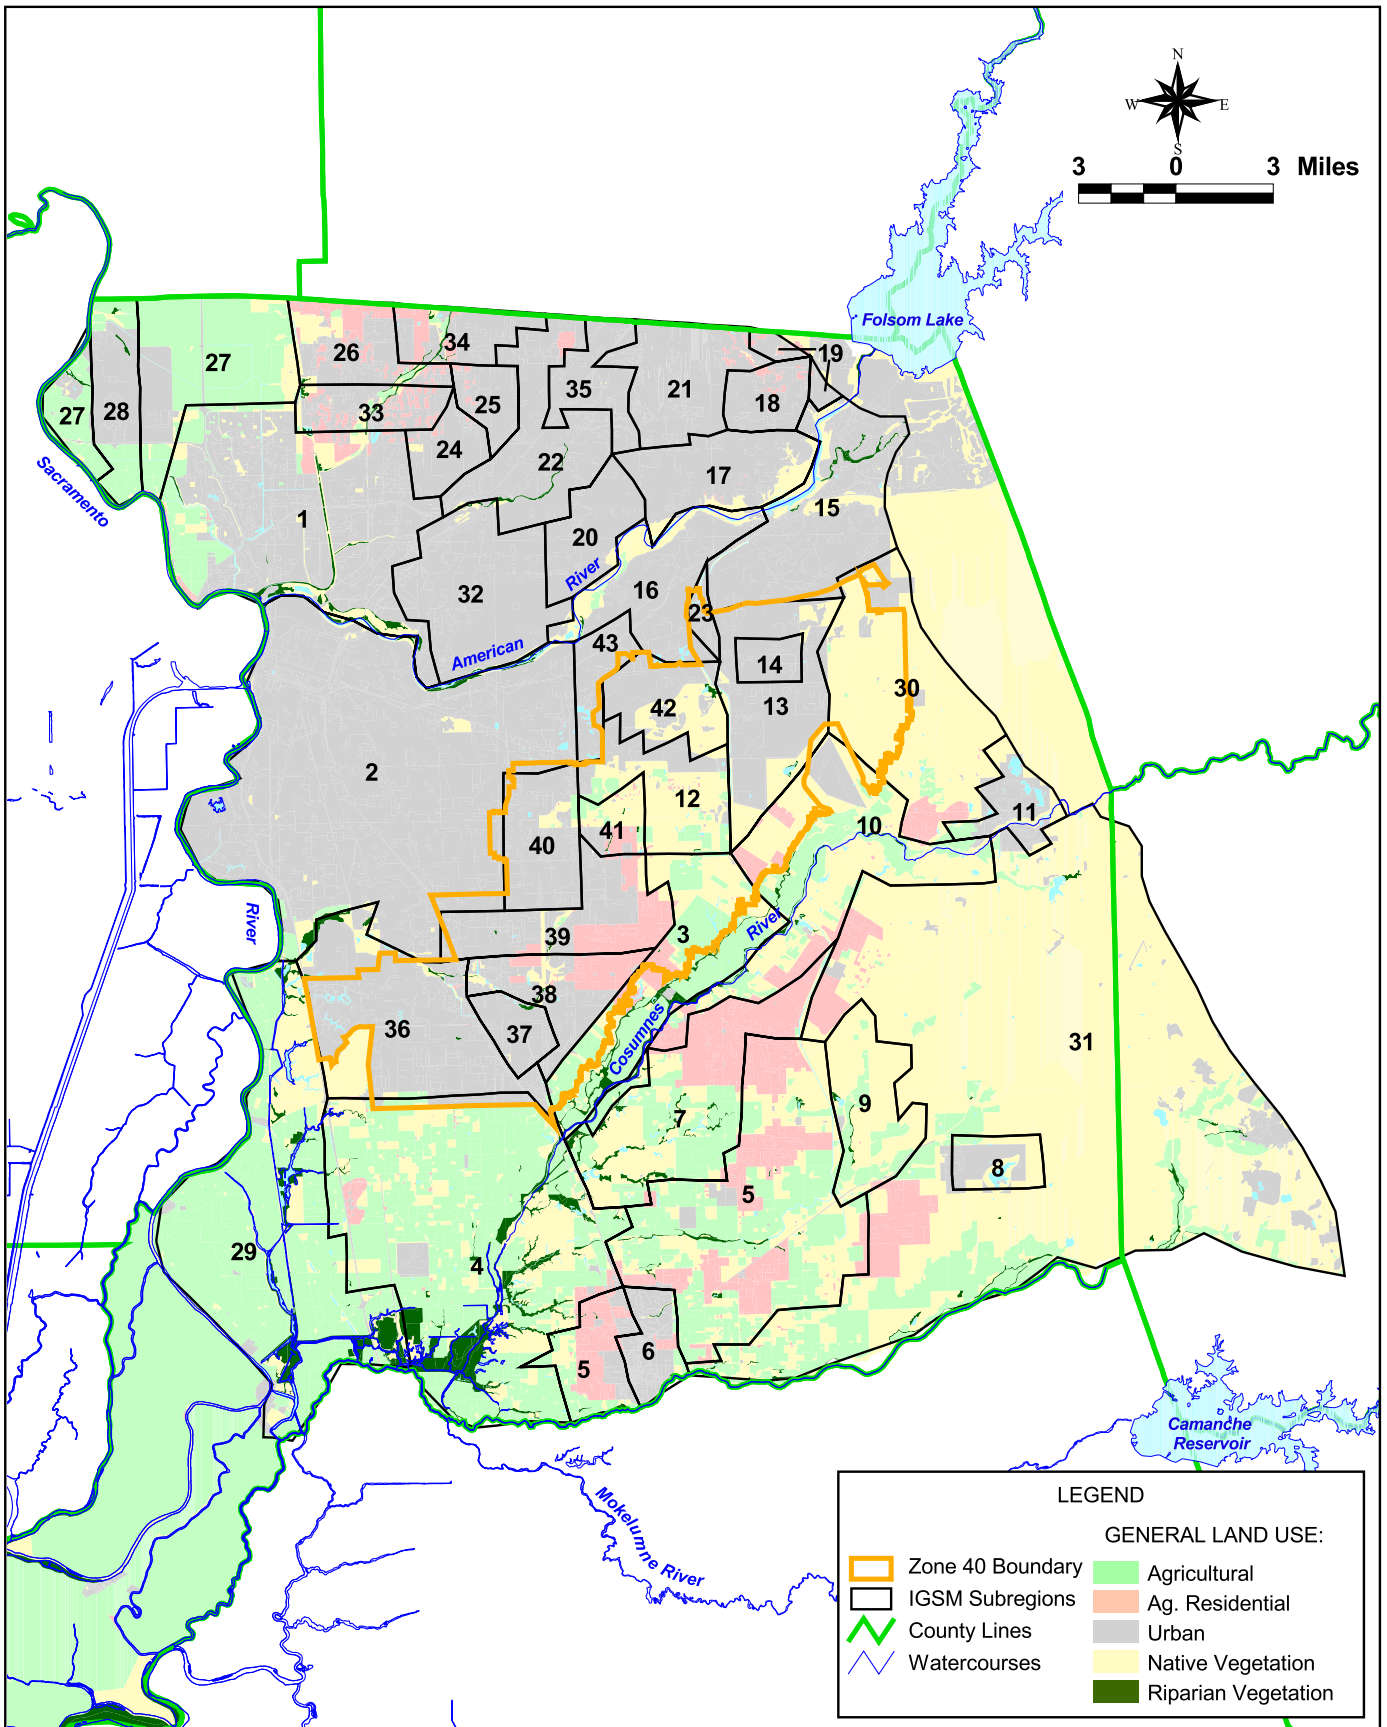 N
W
E
S
3
0
3
Miles
Folsom Lake
27
26
34
19
27
28
33
25
35
21
18
24
22
17
Sacramento
1
15
20
River
32
16
23
43
American
14
30
42
13
2
12
11
41
10
40
River
39
3
River
38
36
37
Cosumnes
31
7
9
8
5
29
4
6
5
Camanche
Reservoir
Mokelumne River
LEGEND
GENERAL LAND USE:
Zone 40 Boundary
IGSM Subregions
County Lines
Watercourses
Agricultural
Ag. Residential
Urban
Native Vegetation
Riparian Vegetation